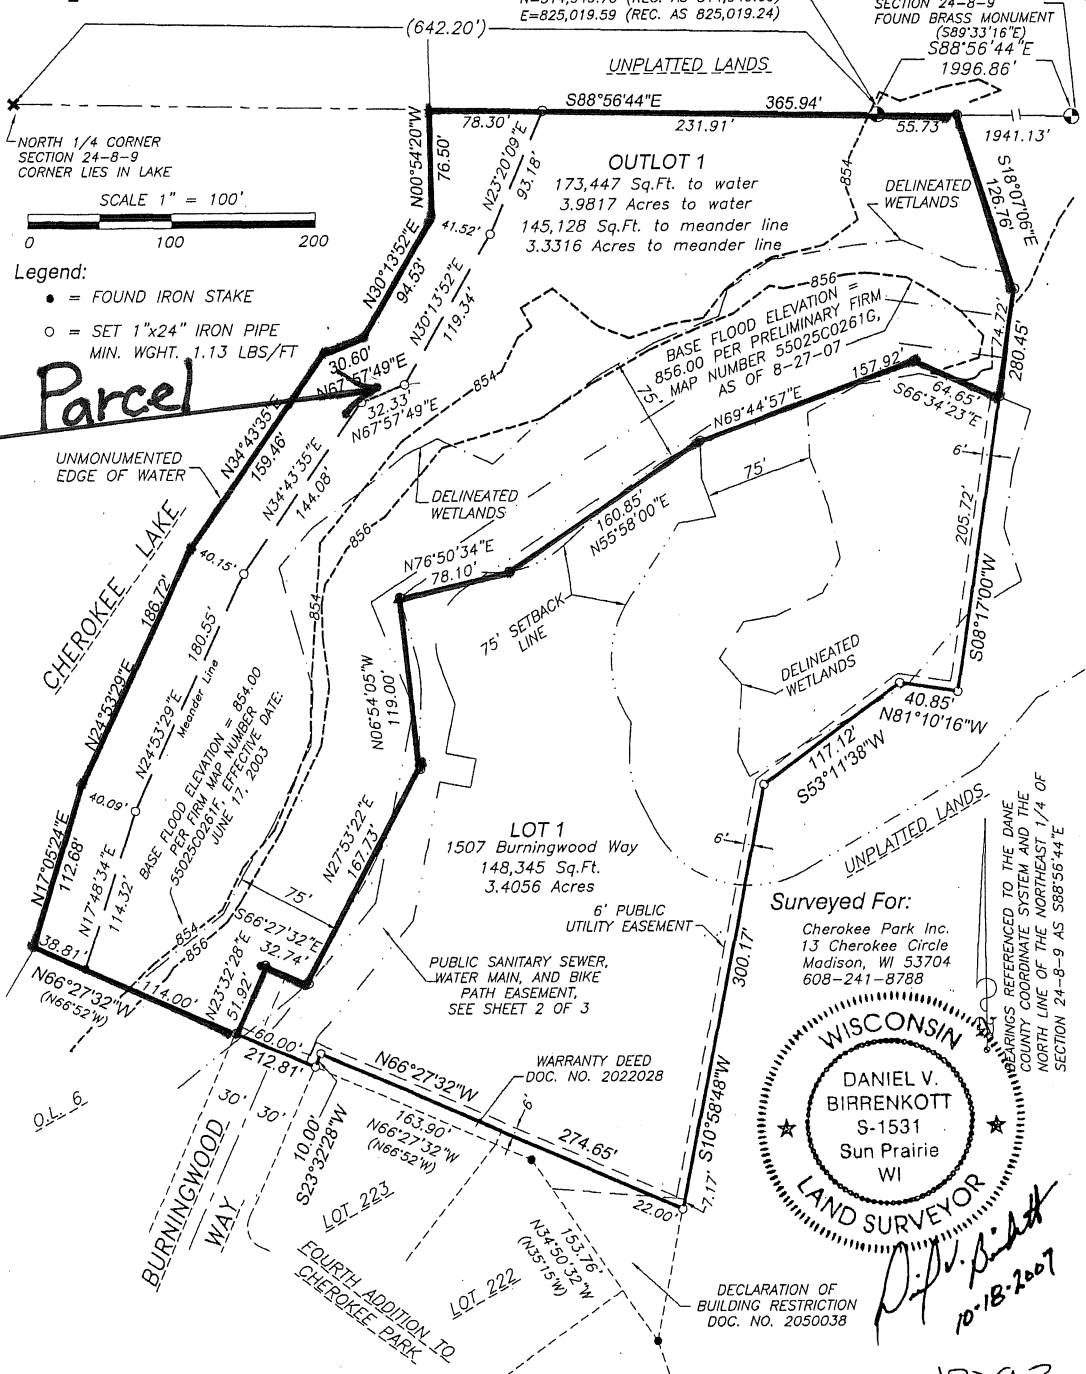 E=825,019.59 (REC. AS 825,019.24)
SECTION 24-8-9
FOUND BRASS MONUMENT
(S89°33'16"E)
S88°56'44"E
1996.86'
(642.20')
UNPLATTED LANDS
S88°56'44"E
365.94'
78.30'
231.91'
55.73'
1941.13'
NORTH 1/4 CORNER
SECTION 24-8-9
CORNER LIES IN LAKE
SCALE 1" = 100'
0 100 200
Legend:
● = FOUND IRON STAKE
○ = SET 1"x24" IRON PIPE
MIN. WGHT. 1.13 LBS/FT
Parcel
N00°54'20"W
76.50'
N23°20'09"E
93.18'
OUTLOT 1
173,447 Sq.Ft. to water
3.9817 Acres to water
145,128 Sq.Ft. to meander line
3.3316 Acres to meander line
854
DELINEATED
WETLANDS
S18°07'06"E
126.76'
41.52'
N30°13'52"E
94.53'
N30°13'52"E
119.34'
856
BASE FLOOD ELEVATION =
856.00 PER PRELIMINARY FIRM
MAP NUMBER 55025C0261G,
AS OF 8-27-07
74.72'
280.45'
30.60'
N67°57'49"E
32.33'
N67°57'49"E
854
75'
157.92'
N69°44'57"E
64.65'
S66°34'23"E
6'
N34°43'35"E
159.46'
N34°43'35"E
144.08'
UNMONUMENTED
EDGE OF WATER
DELINEATED
WETLANDS
856
75'
160.85'
N55°58'00"E
205.72'
S08°17'00"W
CHEROKEE LAKE
40.15'
N76°50'34"E
78.10'
854
75' SETBACK
LINE
186.72'
N24°53'29"E
180.55'
N24°53'29"E
Meander Line
N06°54'05"W
119.00'
DELINEATED
WETLANDS
40.85'
N81°10'16"W
117.12'
S53°11'38"W
BASE FLOOD ELEVATION = 854.00
PER FIRM MAP NUMBER
55025C0261F, EFFECTIVE DATE:
JUNE 17, 2003
40.09'
N17°05'24"E
112.68'
N17°48'34"E
114.32'
N27°53'22"E
167.73'
LOT 1
1507 Burningwood Way
148,345 Sq.Ft.
3.4056 Acres
6'
UNPLATTED LANDS
BEARINGS REFERENCED TO THE DANE
COUNTY COORDINATE SYSTEM AND THE
NORTH LINE OF THE NORTHEAST 1/4 OF
SECTION 24-8-9 AS S88°56'44"E
75'
854
856
S66°27'32"E
32.74'
6' PUBLIC
UTILITY EASEMENT
300.17'
S10°58'48"W
Surveyed For:
Cherokee Park Inc.
13 Cherokee Circle
Madison, WI 53704
608-241-8788
38.81'
N66°27'32"W
(N66°52'W)
114.00'
N23°32'28"E
51.92'
PUBLIC SANITARY SEWER,
WATER MAIN, AND BIKE
PATH EASEMENT,
SEE SHEET 2 OF 3
60.00'
212.81'
N66°27'32"W
WARRANTY DEED
DOC. NO. 2022028
6'
WISCONSIN
DANIEL V.
BIRRENKOTT
S-1531
Sun Prairie
WI
LAND SURVEYOR
O.L. 6
30' 30'
BURNINGWOOD
WAY
10.00'
S23°32'28"W
163.90'
N66°27'32"W
(N66°52'W)
274.65'
22.00'
7.17'
LOT 223
153.76'
N34°50'32"W
(N35°15'W)
FOURTH ADDITION TO
CHEROKEE PARK
LOT 222
DECLARATION OF
BUILDING RESTRICTION
DOC. NO. 2050038
10-18-2007